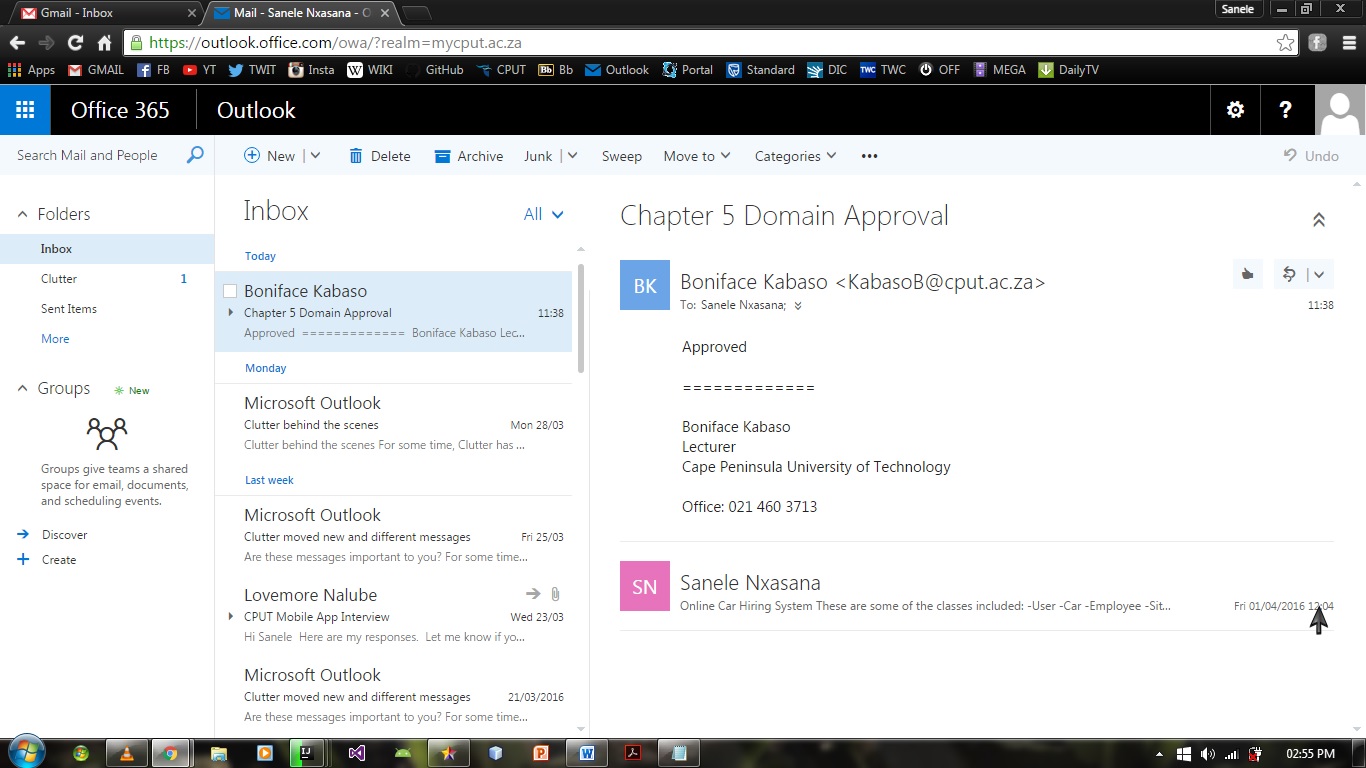 Gmail - Inbox
Mail - Sanele Nxasana - O
Sanele
https://outlook.office.com/owa/?realm=mycput.ac.za
Apps GMAIL FB YT TWIT Insta WIKI GitHub CPUT Bb Outlook Portal Standard DIC TWC OFF MEGA DailyTV
Office 365 Outlook ?
Search Mail and People
New Delete Archive Junk Sweep Move to Categories ••• Undo
Folders
Inbox
Clutter 1
Sent Items
More
Groups New
Groups give teams a shared
space for email, documents,
and scheduling events.
Discover
Create
Inbox All
Today
Boniface Kabaso
Chapter 5 Domain Approval 11:38
Approved ============= Boniface Kabaso Lec...
Monday
Microsoft Outlook
Clutter behind the scenes Mon 28/03
Clutter behind the scenes For some time, Clutter has ...
Last week
Microsoft Outlook
Clutter moved new and different messages Fri 25/03
Are these messages important to you? For some time...
Lovemore Nalube
CPUT Mobile App Interview Wed 23/03
Hi Sanele Here are my responses. Let me know if yo...
Microsoft Outlook
Clutter moved new and different messages 21/03/2016
Are these messages important to you? For some time...
Chapter 5 Domain Approval
BK
Boniface Kabaso <KabasoB@cput.ac.za>
To: Sanele Nxasana;
11:38
Approved
=============
Boniface Kabaso
Lecturer
Cape Peninsula University of Technology
Office: 021 460 3713
SN
Sanele Nxasana
Online Car Hiring System These are some of the classes included: -User -Car -Employee -Sit... Fri 01/04/2016 12:04
02:55 PM